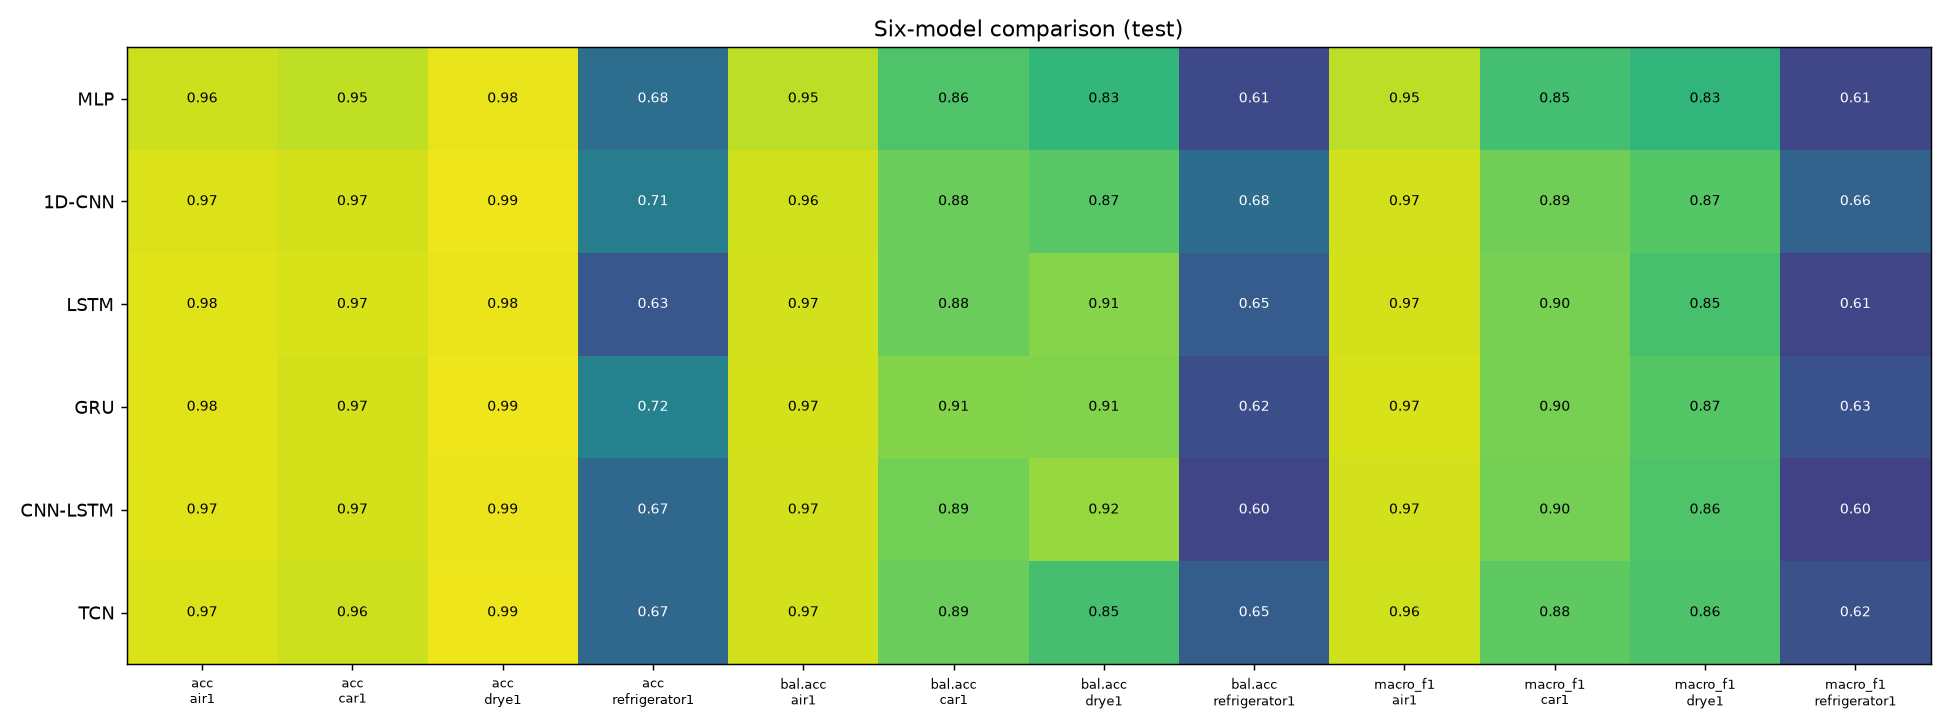 Six-model comparison (test)
MLP 0.96 0.95 0.98 0.68 0.95 0.86 0.83 0.61 0.95 0.85 0.83 0.61
1D-CNN 0.97 0.97 0.99 0.71 0.96 0.88 0.87 0.68 0.97 0.89 0.87 0.66
LSTM 0.98 0.97 0.98 0.63 0.97 0.88 0.91 0.65 0.97 0.90 0.85 0.61
GRU 0.98 0.97 0.99 0.72 0.97 0.91 0.91 0.62 0.97 0.90 0.87 0.63
CNN-LSTM 0.97 0.97 0.99 0.67 0.97 0.89 0.92 0.60 0.97 0.90 0.86 0.60
TCN 0.97 0.96 0.99 0.67 0.97 0.89 0.85 0.65 0.96 0.88 0.86 0.62
acc acc acc acc bal.acc bal.acc bal.acc bal.acc macro_f1 macro_f1 macro_f1 macro_f1
air1 car1 drye1 refrigerator1 air1 car1 drye1 refrigerator1 air1 car1 drye1 refrigerator1